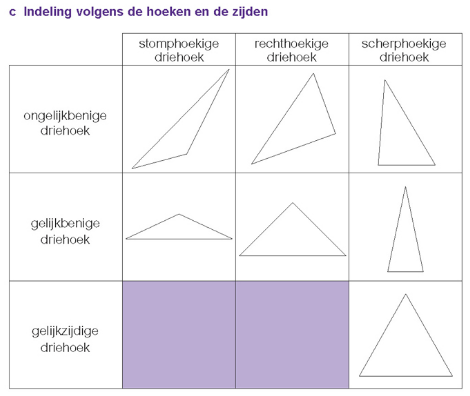 c Indeling volgens de hoeken en de zijden
stomphoekige
driehoek
rechthoekige
driehoek
scherphoekige
driehoek
ongelijkbenige
driehoek
gelijkbenige
driehoek
gelijkzijdige
driehoek